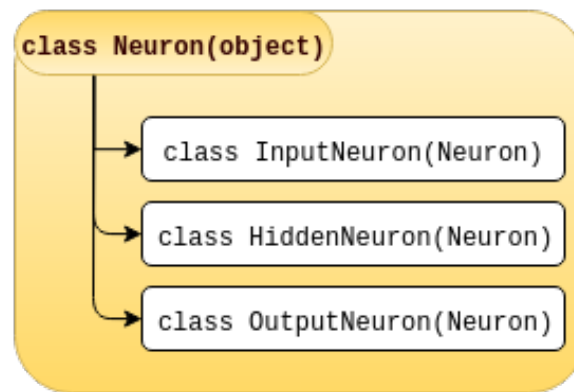 class Neuron(object)
class InputNeuron(Neuron)
class HiddenNeuron(Neuron)
class OutputNeuron(Neuron)